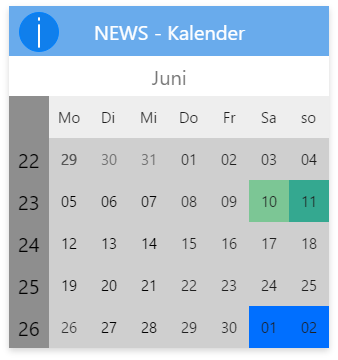 i NEWS - Kalender
Juni
Mo Di Mi Do Fr Sa so
22 29 30 31 01 02 03 04
23 05 06 07 08 09 10 11
24 12 13 14 15 16 17 18
25 19 20 21 22 23 24 25
26 26 27 28 29 30 01 02